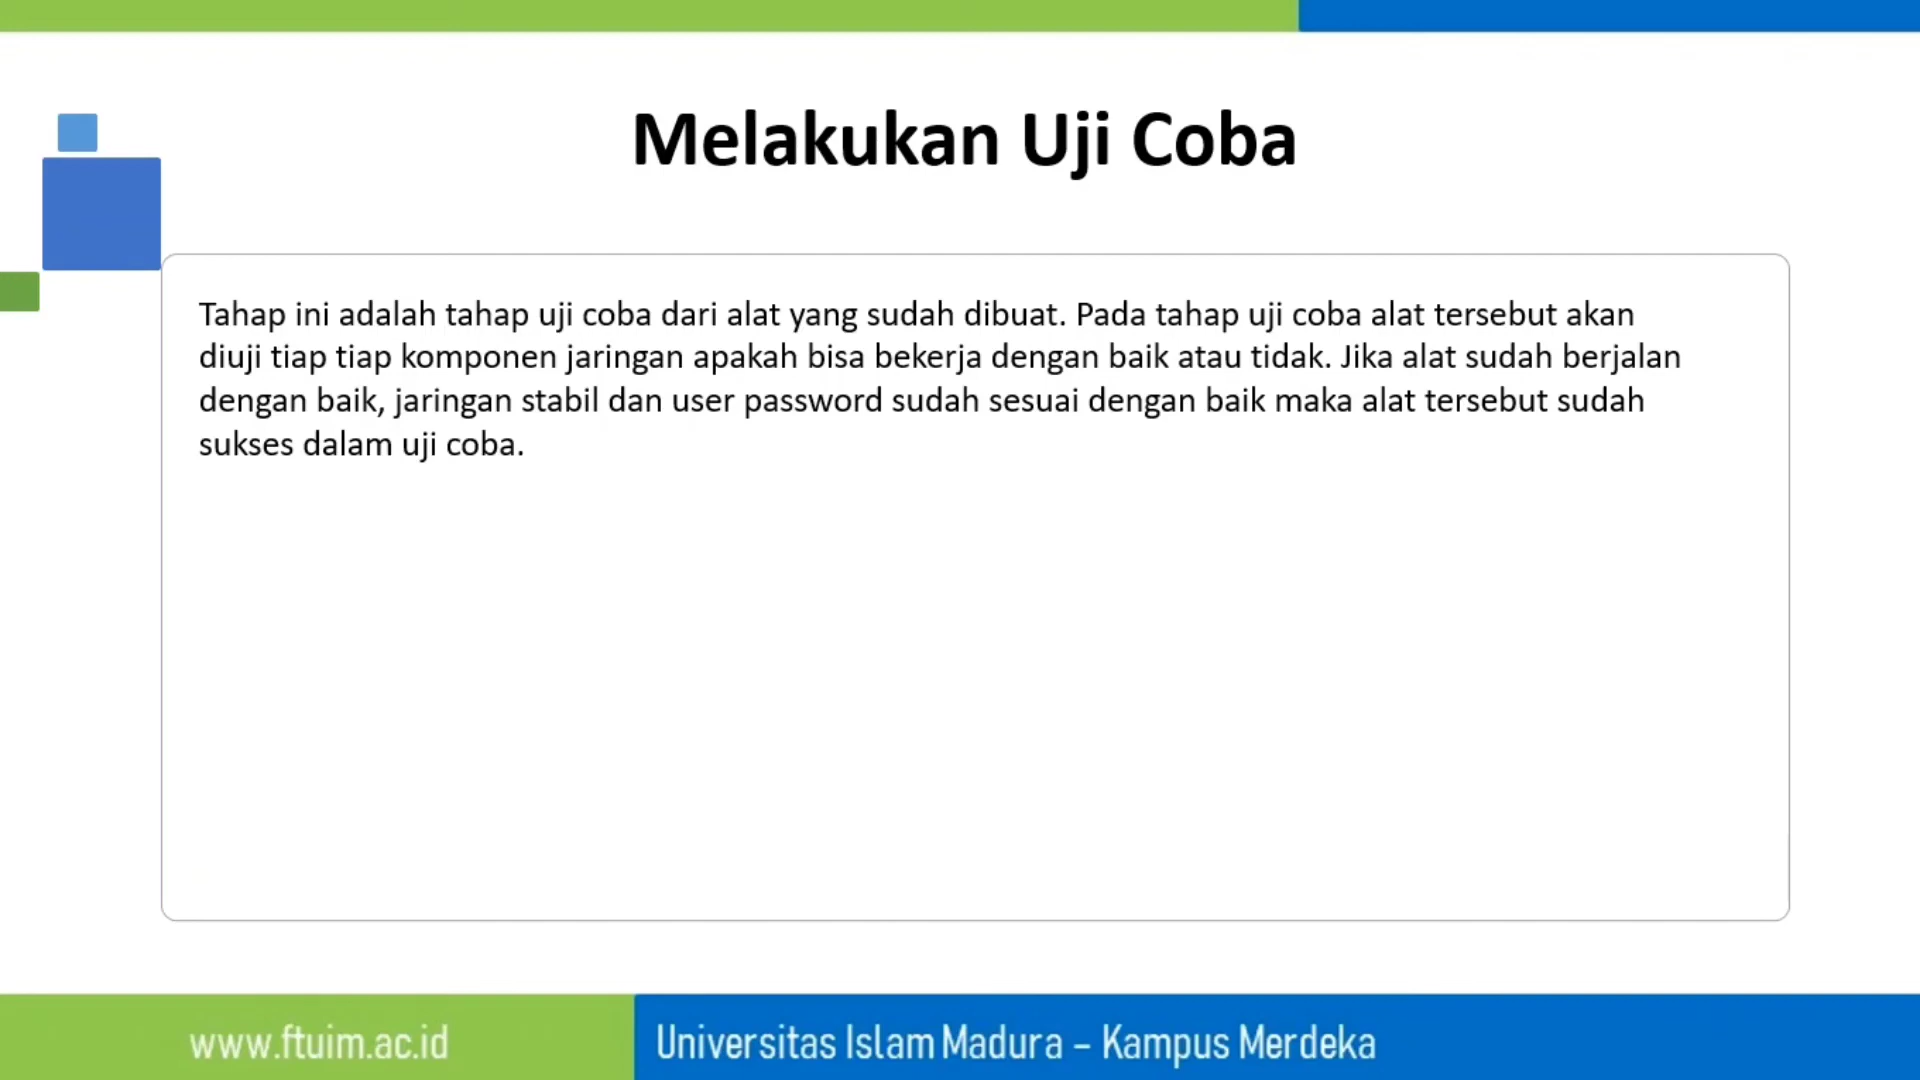 Melakukan Uji Coba
Tahap ini adalah tahap uji coba dari alat yang sudah dibuat. Pada tahap uji coba alat tersebut akan
diuji tiap tiap komponen jaringan apakah bisa bekerja dengan baik atau tidak. Jika alat sudah berjalan
dengan baik, jaringan stabil dan user password sudah sesuai dengan baik maka alat tersebut sudah
sukses dalam uji coba.
www.ftuim.ac.id
Universitas Islam Madura – Kampus Merdeka